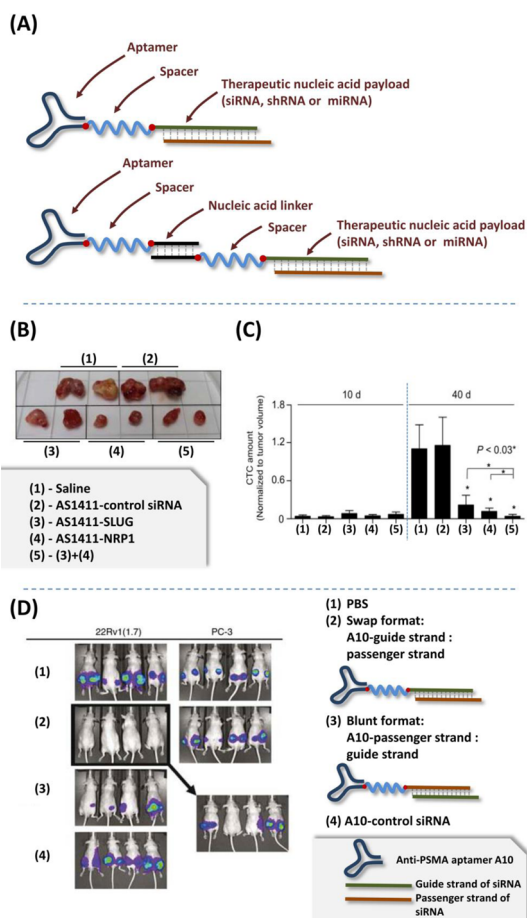 (A)
Aptamer
Spacer
Therapeutic nucleic acid payload
(siRNA, shRNA or miRNA)
Aptamer
Spacer
Nucleic acid linker
Spacer
Therapeutic nucleic acid payload
(siRNA, shRNA or miRNA)
(B)
(1) (2)
(3) (4) (5)
(1) - Saline
(2) - AS1411-control siRNA
(3) - AS1411-SLUG
(4) - AS1411-NRP1
(5) - (3)+(4)
(C)
CTC amount
(Normalized to tumor volume)
1.8
1.2
0.6
0
10 d 40 d
P < 0.03*
*
*
* * *
(1) (2) (3) (4) (5) (1) (2) (3) (4) (5)
(D)
22Rv1(1.7) PC-3
(1)
(2)
(3)
(4)
(1) PBS
(2) Swap format:
A10-guide strand :
passenger strand
(3) Blunt format:
A10-passenger strand :
guide strand
(4) A10-control siRNA
Anti-PSMA aptamer A10
Guide strand of siRNA
Passenger strand of
siRNA